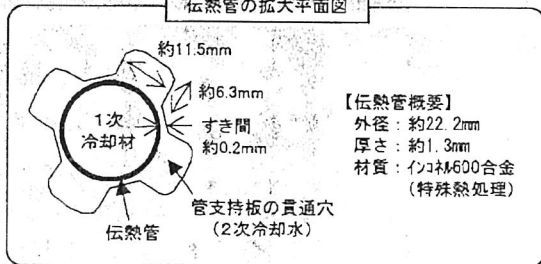 伝熱管の拡大平面図
約11.5mm
約6.3mm
1次
冷却材
すき間
約0.2mm
管支持板の貫通穴
(2次冷却水)
伝熱管
【伝熱管概要】
外径：約22.2mm
厚さ：約1.3mm
材質：ｲﾝｺﾈﾙ600合金
(特殊熱処理)